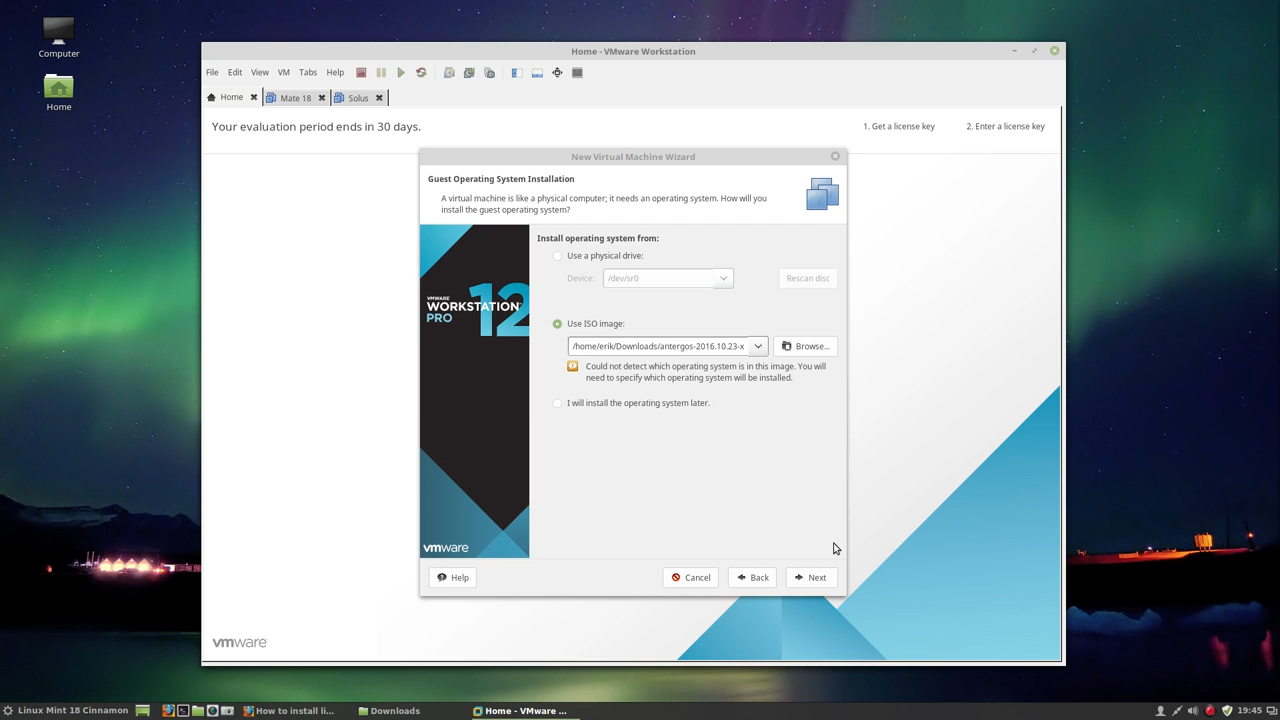 Computer
Home
Home - VMware Workstation
File Edit View VM Tabs Help
Home Mate 18 Solus
Your evaluation period ends in 30 days.
1. Get a license key 2. Enter a license key
New Virtual Machine Wizard
Guest Operating System Installation
A virtual machine is like a physical computer; it needs an operating system. How will you
install the guest operating system?
Install operating system from:
Use a physical drive:
Device: /dev/sr0 Rescan disc
VMWARE
WORKSTATION
PRO
12
Use ISO image:
/home/erik/Downloads/antergos-2016.10.23-x Browse...
Could not detect which operating system is in this image. You will
need to specify which operating system will be installed.
I will install the operating system later.
vmware
Help Cancel Back Next
vmware
Linux Mint 18 Cinnamon How to install li... Downloads Home - VMware ... 19:45